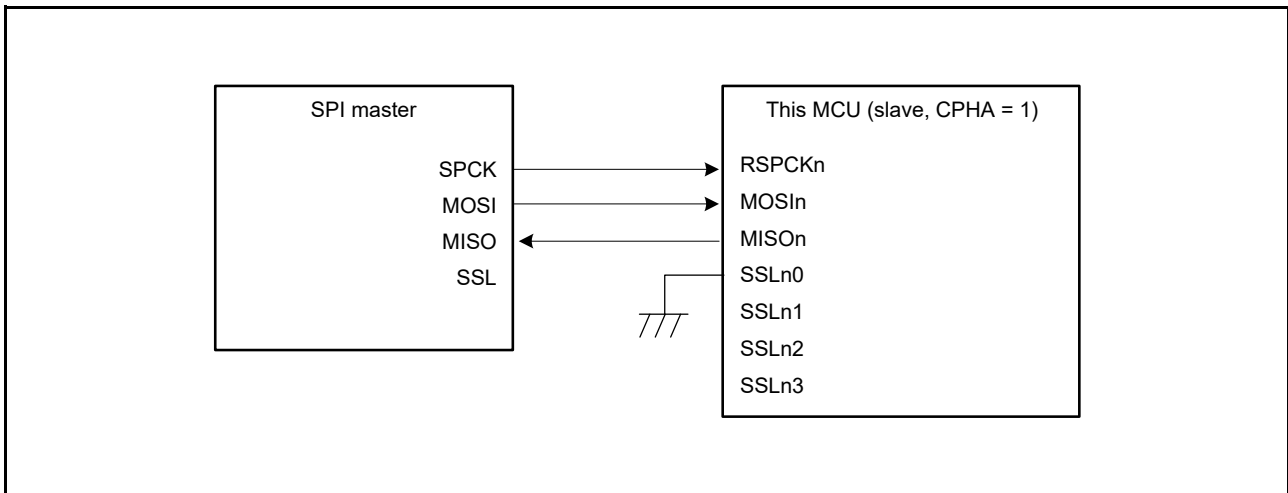 SPI master
SPCK
MOSI
MISO
SSL
This MCU (slave, CPHA = 1)
RSPCKn
MOSIn
MISOn
SSLn0
SSLn1
SSLn2
SSLn3